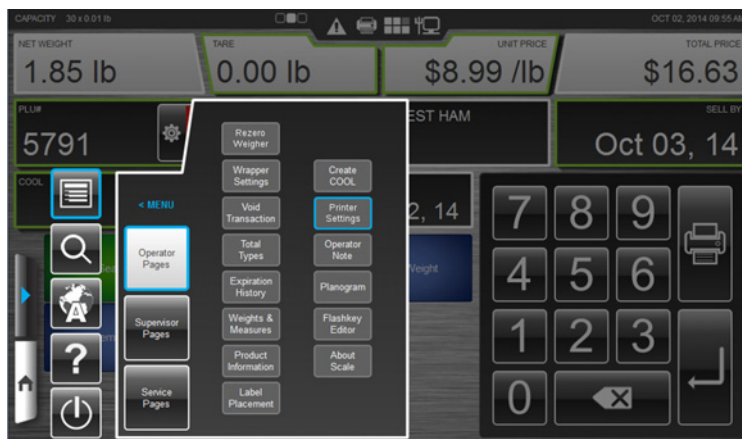 CAPACITY 30 x 0.01 lb
OCT 02, 2014 09:55 AM
NET WEIGHT
1.85 lb
TARE
0.00 lb
UNIT PRICE
$8.99 /lb
TOTAL PRICE
$16.63
PLU#
5791
EST HAM
SELL BY
Oct 03, 14
COOL
2, 14
< MENU
Operator
Pages
Supervisor
Pages
Service
Pages
Rezero
Weigher
Wrapper
Settings
Void
Transaction
Total
Types
Expiration
History
Weights &
Measures
Product
Information
Label
Placement
Create
COOL
Printer
Settings
Operator
Note
Planogram
Flashkey
Editor
About
Scale
Weight
A
?
7 8 9
4 5 6
1 2 3
0